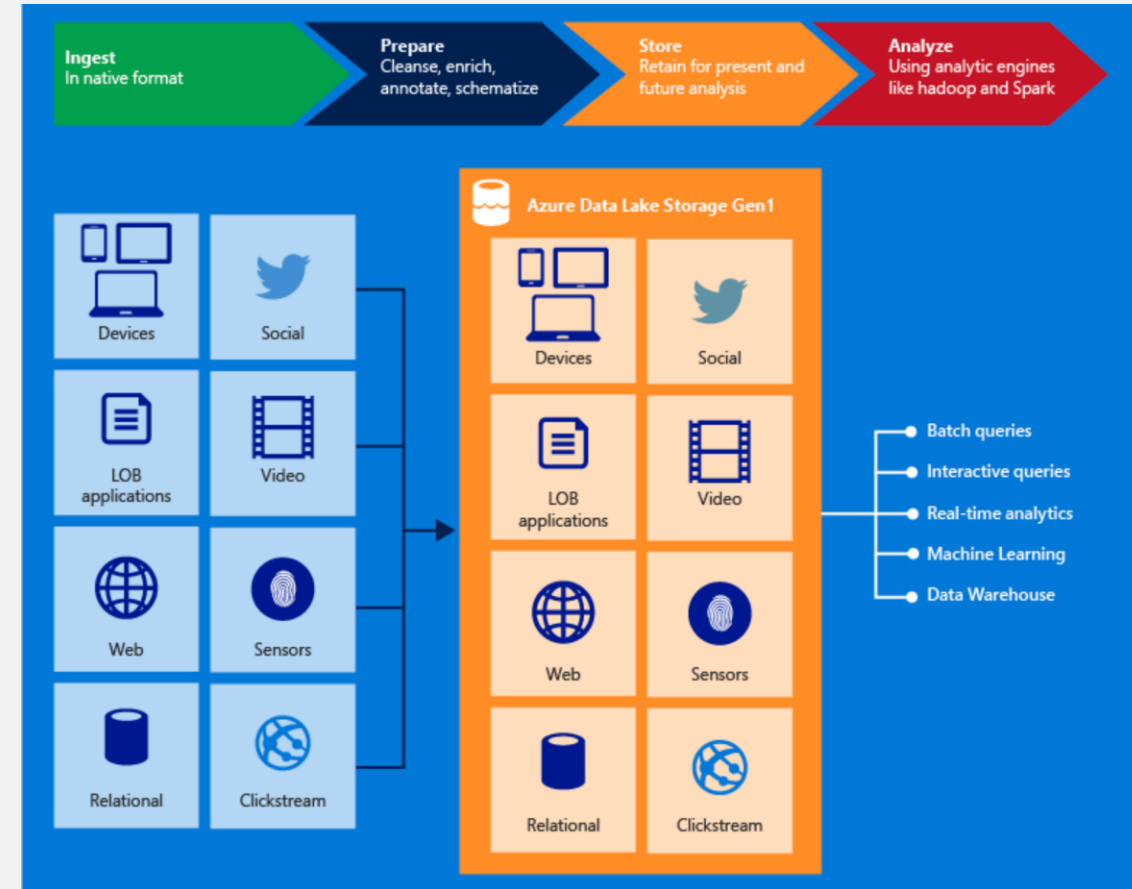 Ingest
In native format
Prepare
Cleanse, enrich,
annotate, schematize
Store
Retain for present and
future analysis
Analyze
Using analytic engines
like hadoop and Spark
Devices
Social
LOB
applications
Video
Web
Sensors
Relational
Clickstream
Azure Data Lake Storage Gen1
Devices
Social
LOB
applications
Video
Web
Sensors
Relational
Clickstream
Batch queries
Interactive queries
Real-time analytics
Machine Learning
Data Warehouse